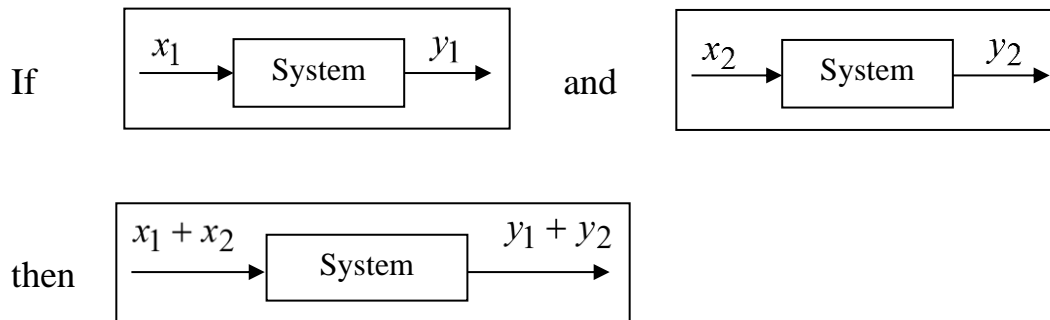 x₁ System y₁
If and
x₂ System y₂
x₁ + x₂ y₁ + y₂
then System